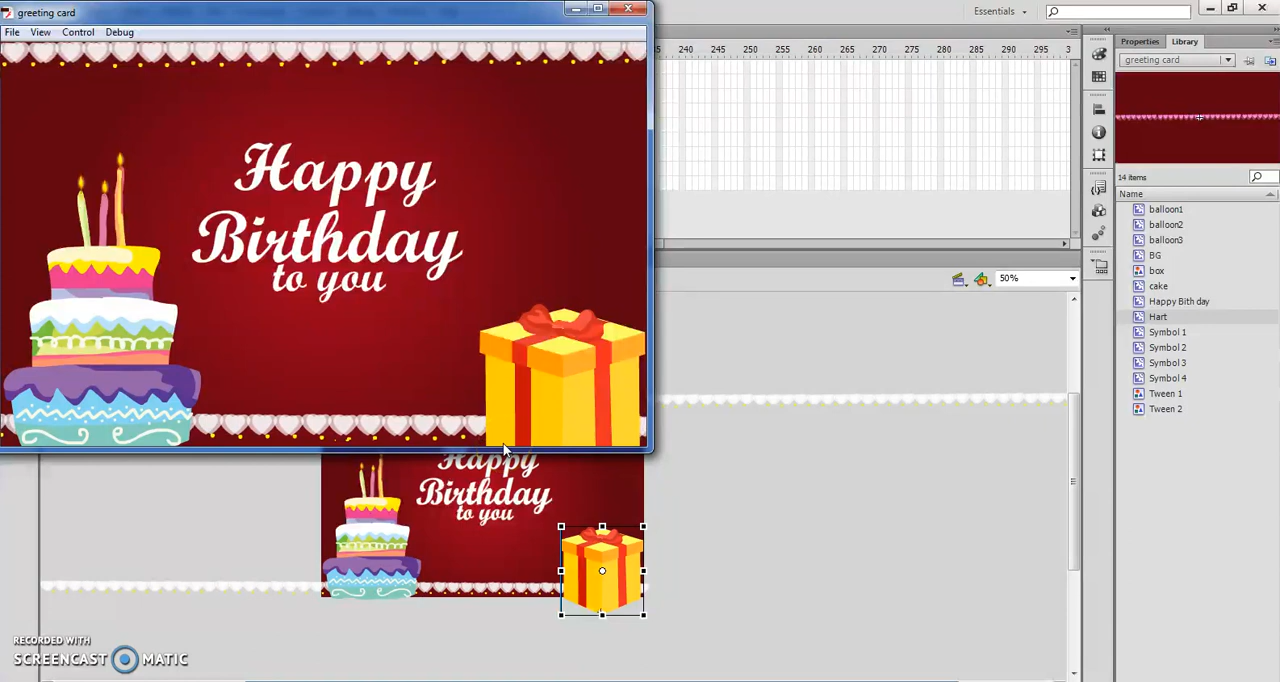 greeting card
File View Control Debug
Happy
Birthday
to you
Essentials
240 245 250 255 260 265 270 275 280 285 290 295 3
Properties Library
greeting card
14 items
Name
balloon1
balloon2
balloon3
BG
box
cake
Happy Bith day
Hart
Symbol 1
Symbol 2
Symbol 3
Symbol 4
Tween 1
Tween 2
50%
Happy
Birthday
to you
RECORDED WITH
SCREENCAST MATIC